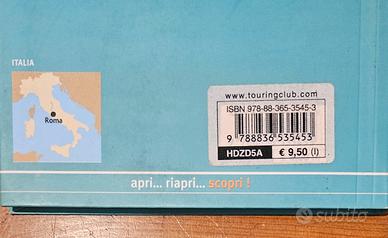 ITALIA
Roma
www.touringclub.com
ISBN 978-88-365-3545-3
9 788836 535453
HDZD5A
€ 9,50 (I)
apri... riapri... scopri !
subito